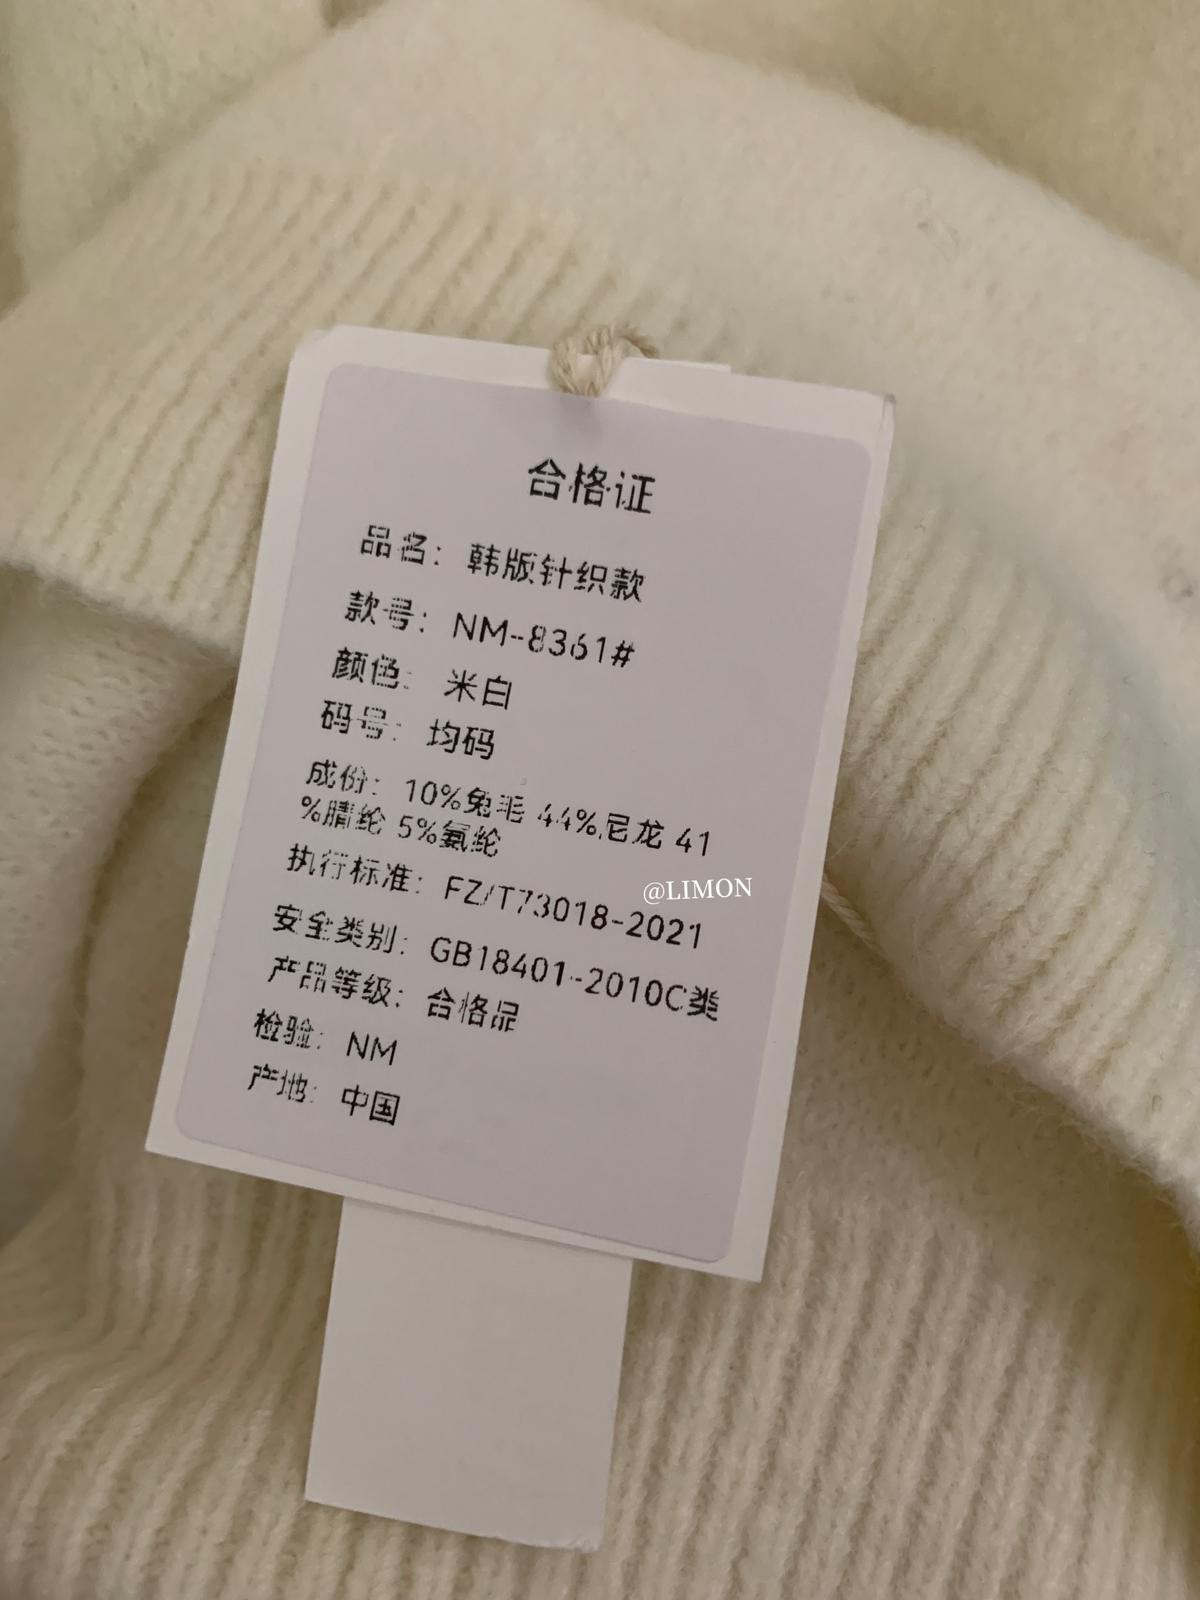 合格证
品名：韩版针织款
款号：NM-8361#
颜色：米白
码号：均码
成份：10%兔毛 44%尼龙 41
%腈纶 5%氨纶
执行标准：FZ/T73018-2021
@LIMON
安全类别：GB18401-2010C类
产品等级：合格品
检验：NM
产地：中国